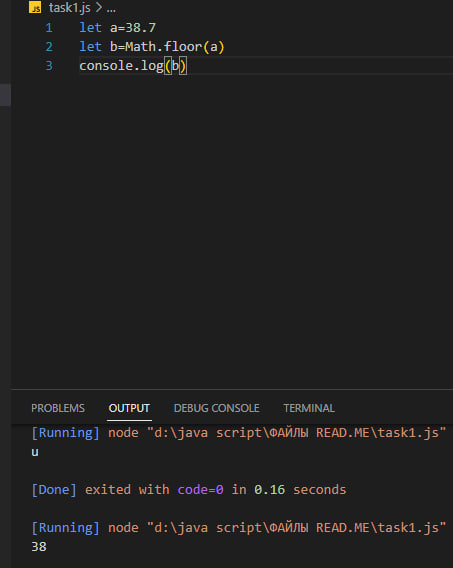 JS task1.js > ...
1 let a=38.7
2 let b=Math.floor(a)
3 console.log(b)
PROBLEMS OUTPUT DEBUG CONSOLE TERMINAL
[Running] node "d:\java script\ФАЙЛЫ READ.ME\task1.js"
u
[Done] exited with code=0 in 0.16 seconds
[Running] node "d:\java script\ФАЙЛЫ READ.ME\task1.js"
38